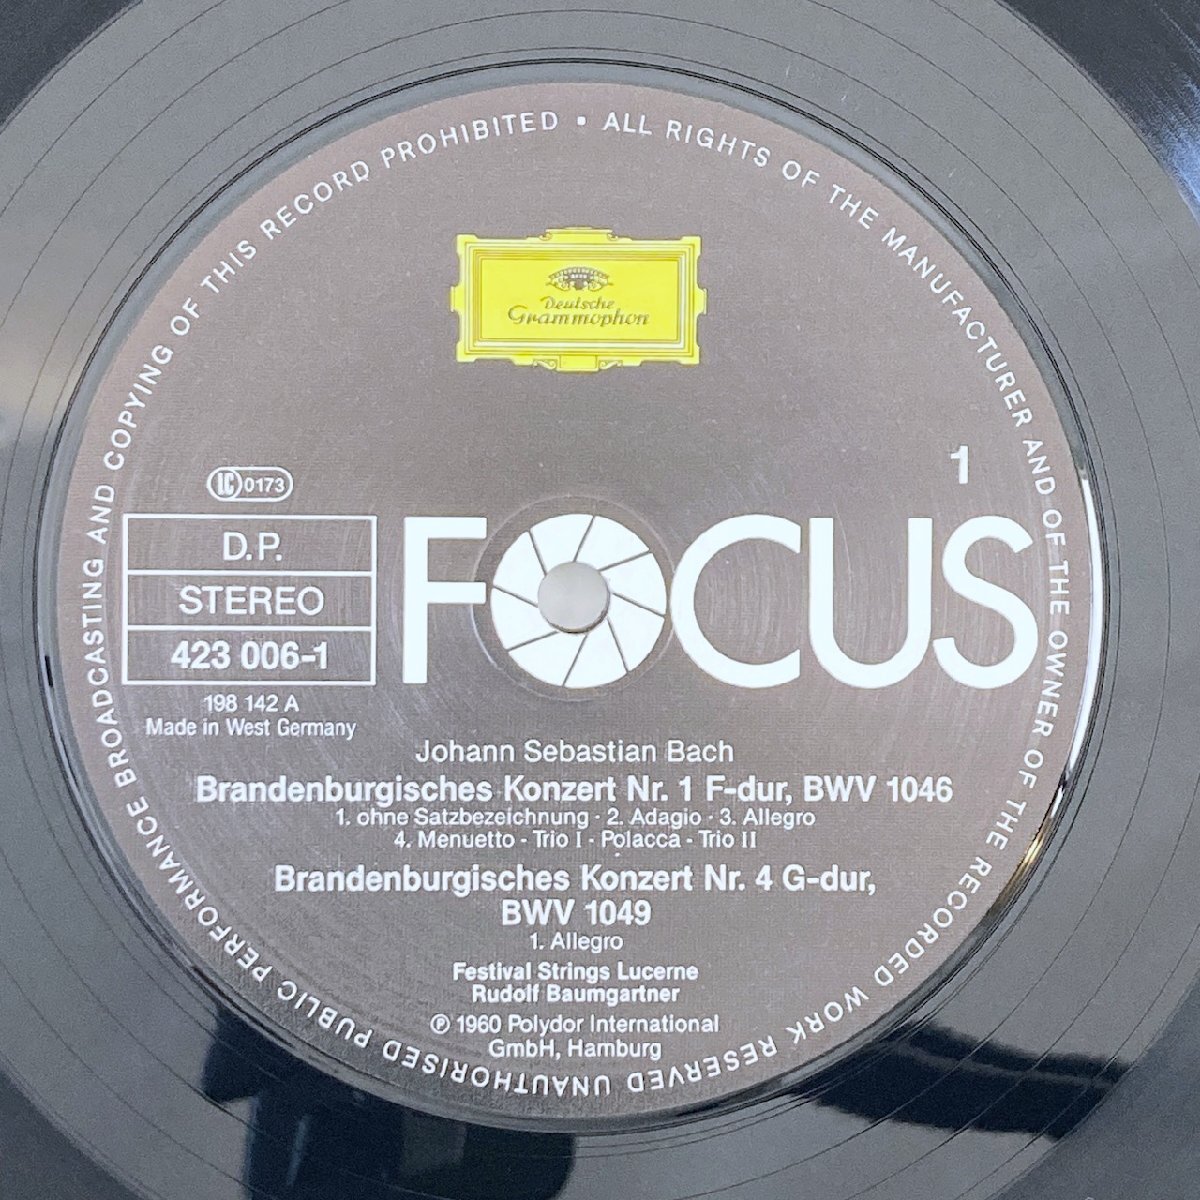 ALL RIGHTS OF THE MANUFACTURER AND OF THE OWNER OF THE RECORDED WORK RESERVED UNAUTHORISED PUBLIC PERFORMANCE BROADCASTING AND COPYING OF THIS RECORD PROHIBITED •
Deutsche
Grammophon
1
LC 0173
D.P.
STEREO
423 006-1
FOCUS
198 142 A
Made in West Germany
Johann Sebastian Bach
Brandenburgisches Konzert Nr. 1 F-dur, BWV 1046
1. ohne Satzbezeichnung · 2. Adagio · 3. Allegro
4. Menuetto - Trio I - Polacca - Trio II
Brandenburgisches Konzert Nr. 4 G-dur,
BWV 1049
1. Allegro
Festival Strings Lucerne
Rudolf Baumgartner
℗ 1960 Polydor International
GmbH, Hamburg